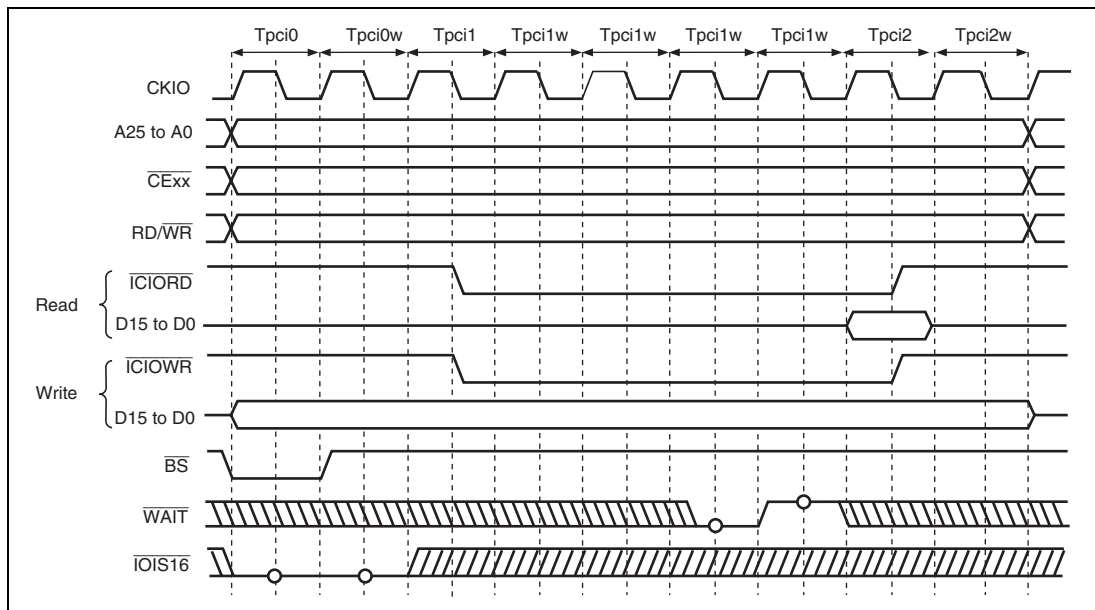 Tpci0 Tpci0w Tpci1 Tpci1w Tpci1w Tpci1w Tpci1w Tpci2 Tpci2w
CKIO
A25 to A0
CExx
RD/WR
ICIORD
Read
D15 to D0
ICIOWR
Write
D15 to D0
BS
WAIT
IOIS16